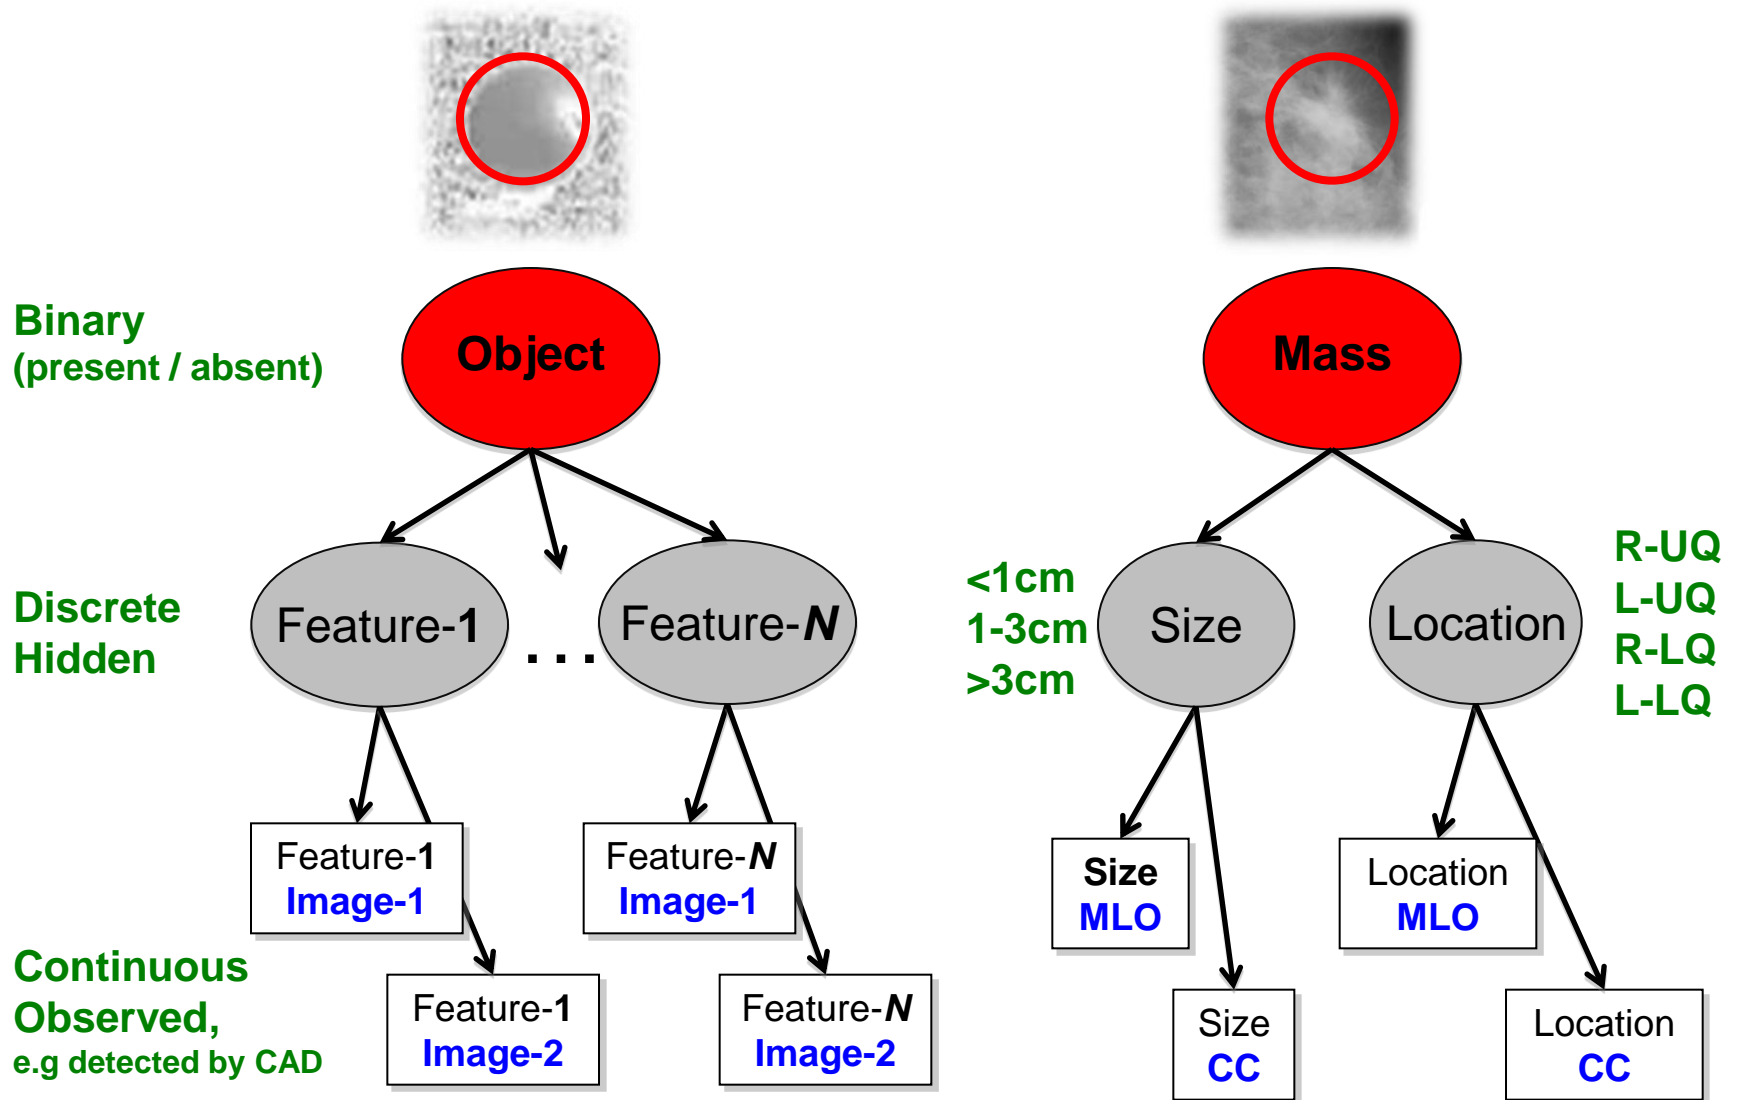 Binary
(present / absent)
Object
Mass
Discrete
Hidden
Feature-1
. . .
Feature-N
<1cm
1-3cm
>3cm
Size
Location
R-UQ
L-UQ
R-LQ
L-LQ
Feature-1
Image-1
Feature-N
Image-1
Size
MLO
Location
MLO
Continuous
Observed,
e.g detected by CAD
Feature-1
Image-2
Feature-N
Image-2
Size
CC
Location
CC